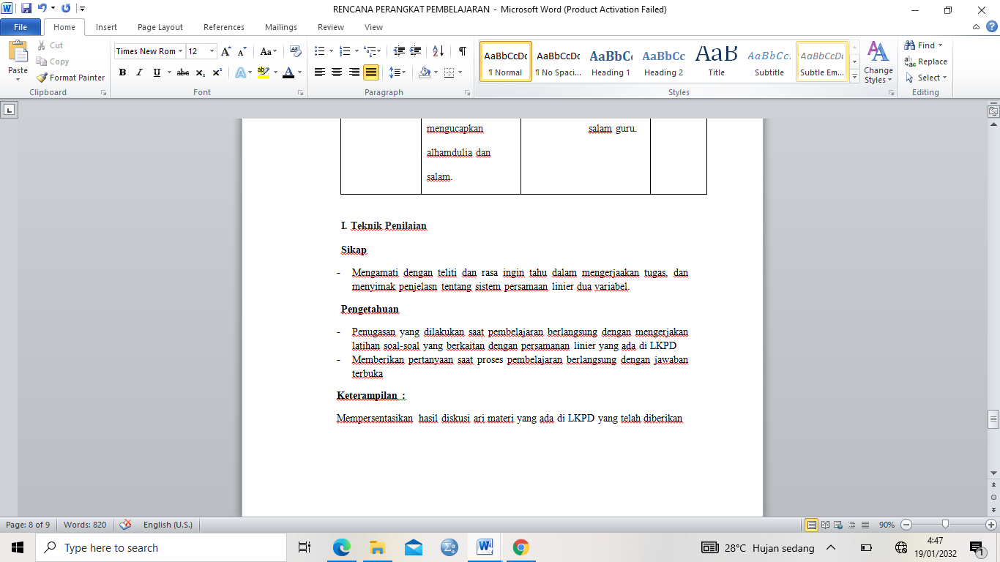 RENCANA PERANGKAT PEMBELAJARAN - Microsoft Word (Product Activation Failed)
File Home Insert Page Layout References Mailings Review View
Paste
Cut
Copy
Format Painter
Clipboard
Times New Rom 12
Font
Paragraph
AaBbCcDc AaBbCcDc AaBbC( AaBbCc AaB AaBbCc. AaBbCcDc
¶ Normal ¶ No Spaci... Heading 1 Heading 2 Title Subtitle Subtle Em...
Styles
Change Styles
Find
Replace
Select
Editing
mengucapkan
alhamdulia dan
salam.
salam guru.
I. Teknik Penilaian
Sikap
- Mengamati dengan teliti dan rasa ingin tahu dalam mengerjaakan tugas, dan
menyimak penjelasn tentang sistem persamaan linier dua variabel.
Pengetahuan
- Penugasan yang dilakukan saat pembelajaran berlangsung dengan mengerjakan
latihan soal-soal yang berkaitan dengan persamanan linier yang ada di LKPD
- Memberikan pertanyaan saat proses pembelajaran berlangsung dengan jawaban
terbuka
Keterampilan :
Mempersentasikan hasil diskusi ari materi yang ada di LKPD yang telah diberikan
Page: 8 of 9 Words: 820 English (U.S.) 90%
Type here to search
28°C Hujan sedang
4:47
19/01/2032
1